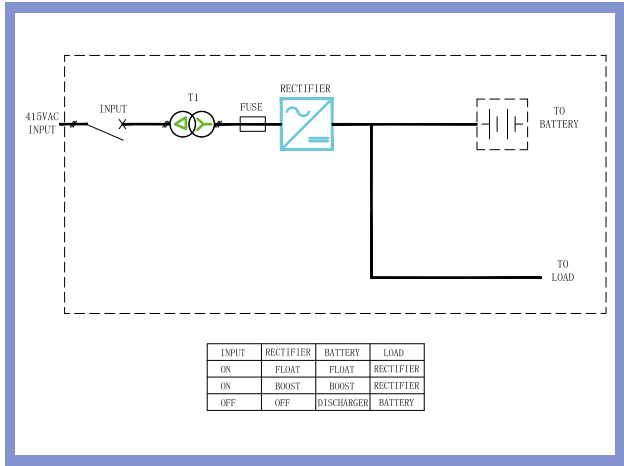 RECTIFIER
T1
INPUT
FUSE
415VAC
INPUT
TO
BATTERY
TO
LOAD
INPUT RECTIFIER BATTERY LOAD
ON FLOAT FLOAT RECTIFIER
ON BOOST BOOST RECTIFIER
OFF OFF DISCHARGER BATTERY